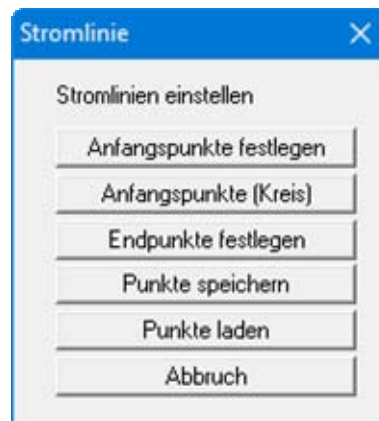 Stromlinie
Stromlinien einstellen
Anfangspunkte festlegen
Anfangspunkte (Kreis)
Endpunkte festlegen
Punkte speichern
Punkte laden
Abbruch